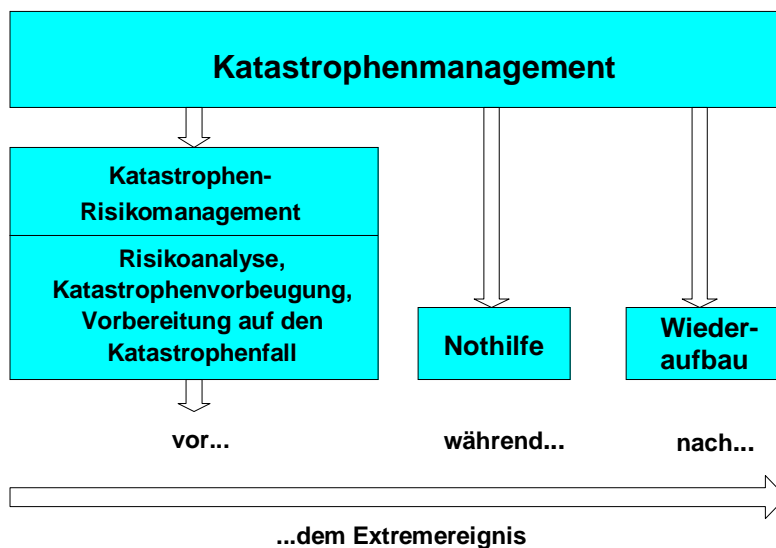 Katastrophenmanagement
Katastrophen-
Risikomanagement
Risikoanalyse,
Katastrophenvorbeugung,
Vorbereitung auf den
Katastrophenfall
Nothilfe
Wieder-
aufbau
vor...
während...
nach...
...dem Extremereignis